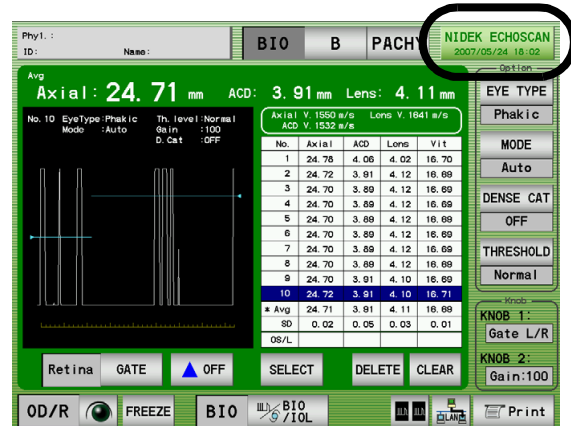 Phy1. :
ID: Name:
BIO B PACHY
NIDEK ECHOSCAN
2007/05/24 18:02
Avg
Axial: 24. 71 mm ACD: 3. 91 mm Lens: 4. 11 mm
No. 10 EyeType:Phakic Th. level:Normal
Mode :Auto Gain :100
D. Cat :OFF
Axial V. 1550 m/s Lens V. 1641 m/s
ACD V. 1532 m/s
No. Axial ACD Lens Vit
1 24. 78 4. 06 4. 02 16. 70
2 24. 72 3. 91 4. 12 16. 69
3 24. 70 3. 89 4. 12 16. 69
4 24. 70 3. 89 4. 12 16. 69
5 24. 70 3. 89 4. 12 16. 69
6 24. 70 3. 89 4. 12 16. 69
7 24. 70 3. 89 4. 12 16. 69
8 24. 70 3. 89 4. 12 16. 69
9 24. 70 3. 91 4. 10 16. 69
10 24. 72 3. 91 4. 10 16. 71
* Avg 24. 71 3. 91 4. 11 16. 69
SD 0. 02 0. 05 0. 03 0. 01
OS/L
Option
EYE TYPE
Phakic
MODE
Auto
DENSE CAT
OFF
THRESHOLD
Normal
Knob
KNOB 1:
Gate L/R
KNOB 2:
Gain:100
Retina GATE OFF SELECT DELETE CLEAR
OD/R FREEZE BIO BIO/IOL LAN Print